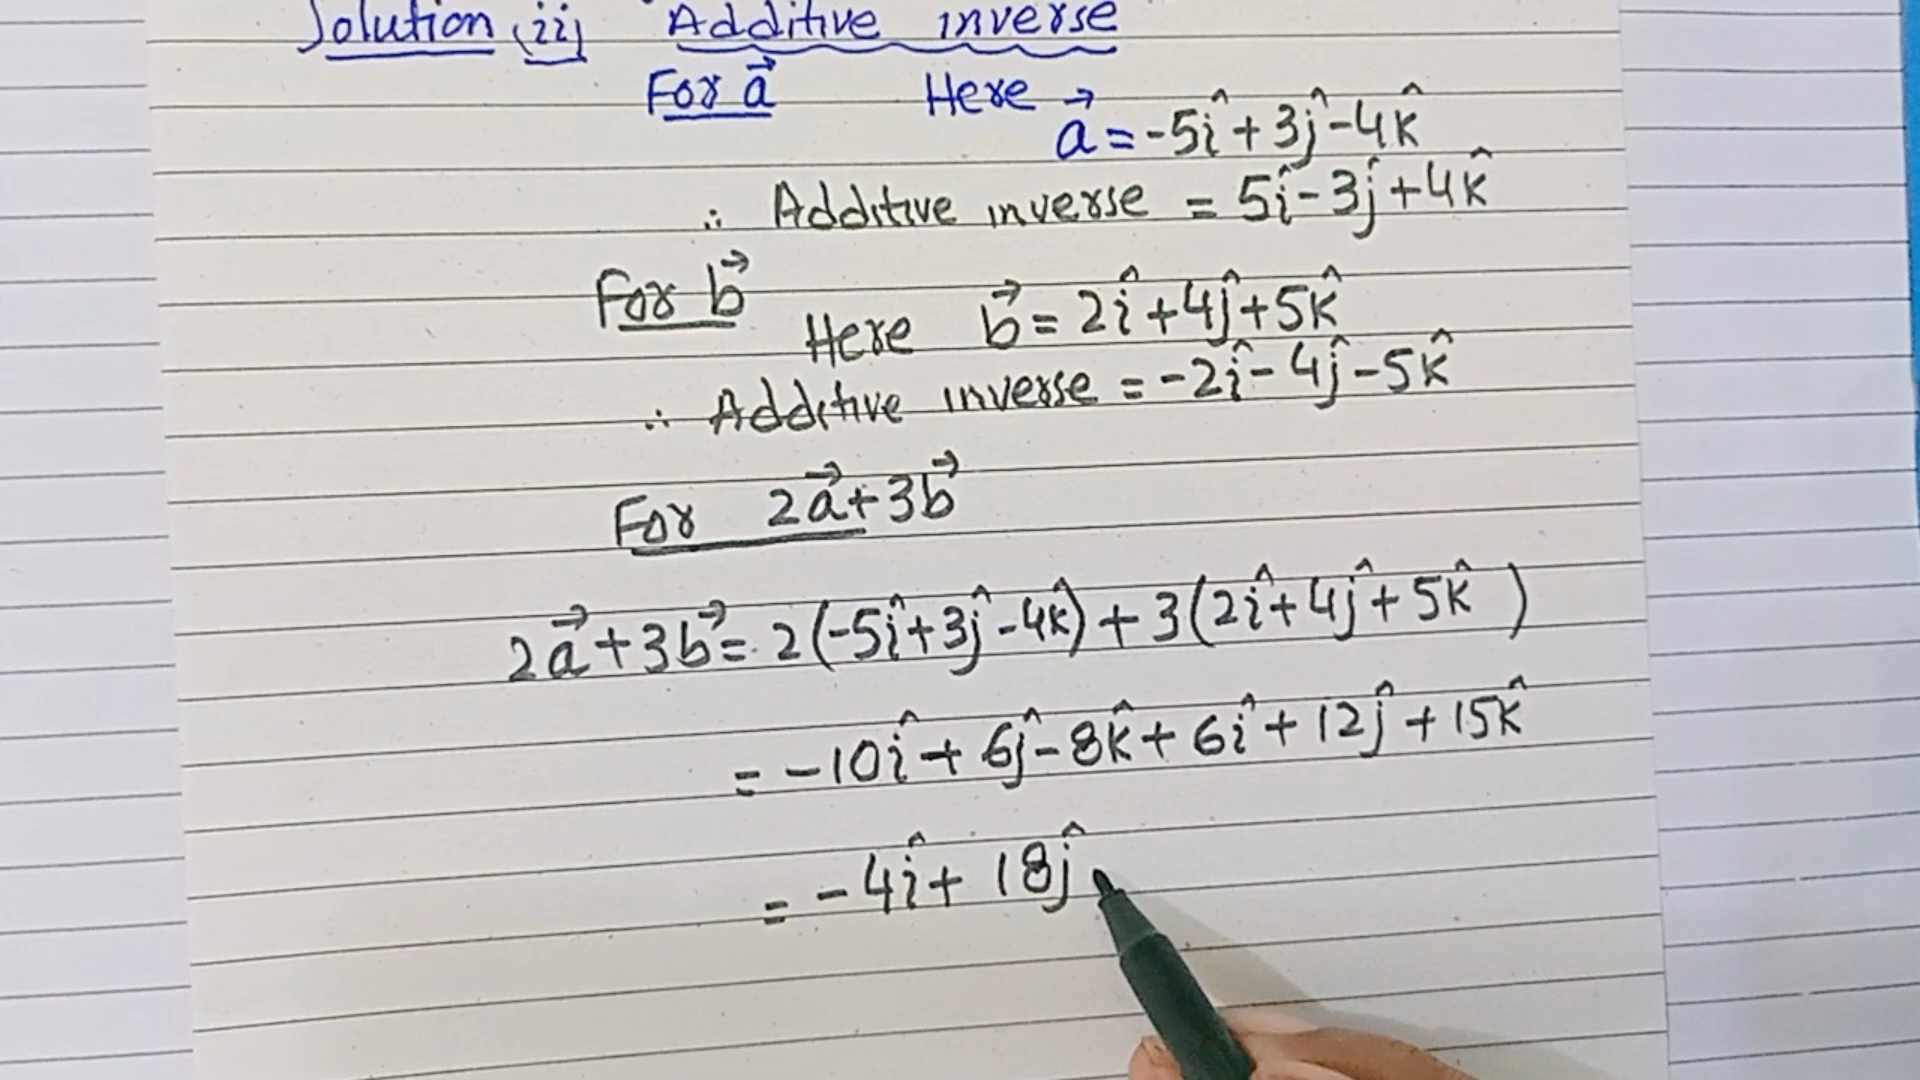 Solution (ii) Additive inverse
For a⃗ Here a⃗ = -5î + 3ĵ - 4k̂
∴ Additive inverse = 5î - 3ĵ + 4k̂
For b⃗
Here b⃗ = 2î + 4ĵ + 5k̂
∴ Additive inverse = -2î - 4ĵ - 5k̂
For 2a⃗ + 3b⃗
2a⃗ + 3b⃗ = 2(-5î + 3ĵ - 4k̂) + 3(2î + 4ĵ + 5k̂)
= -10î + 6ĵ - 8k̂ + 6î + 12ĵ + 15k̂
= -4î + 18ĵ